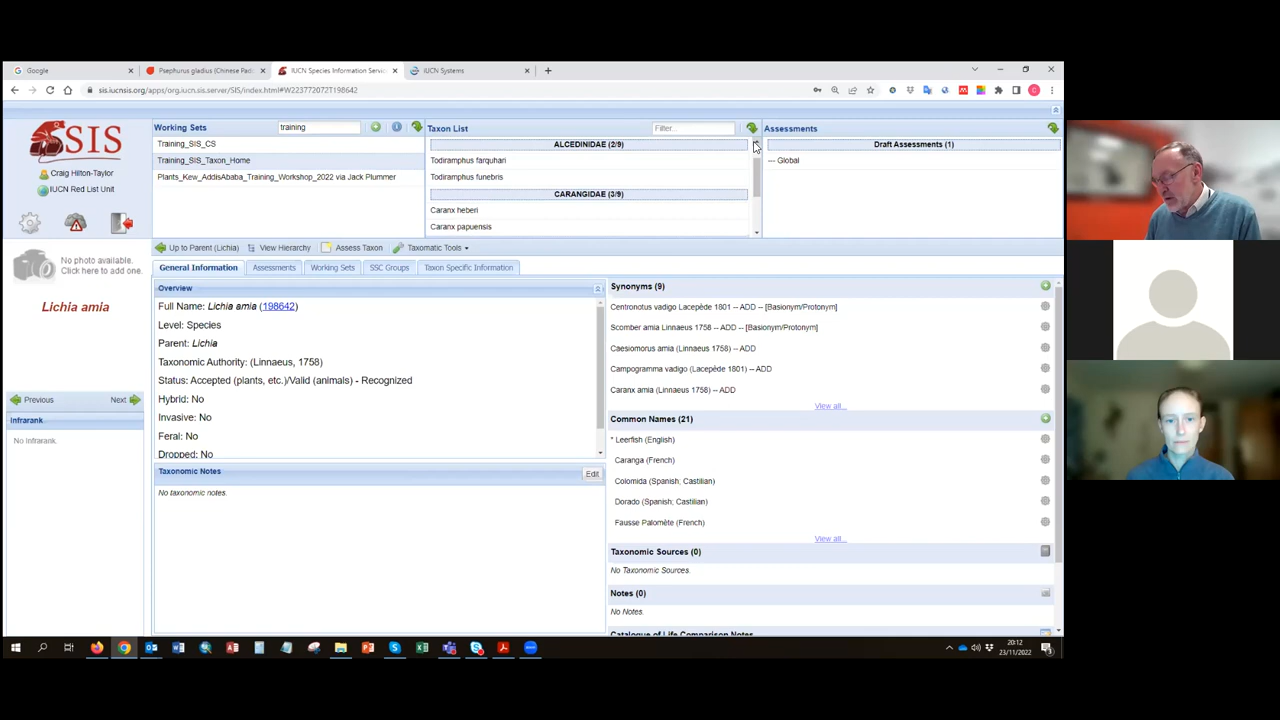 Google
Psephurus gladius (Chinese Padd
IUCN Species Information Servic
IUCN Systems
sis.iucnsis.org/apps/org.iucn.sis.server/SIS/index.html#W223772072T198642
SIS
Craig Hilton-Taylor
IUCN Red List Unit
Working Sets
training
Training_SIS_CS
Training_SIS_Taxon_Home
Plants_Kew_AddisAbaba_Training_Workshop_2022 via Jack Plummer
Taxon List
Filter...
ALCEDINIDAE (2/9)
Todiramphus farquhari
Todiramphus funebris
CARANGIDAE (3/9)
Caranx heberi
Caranx papuensis
Assessments
Draft Assessments (1)
--- Global
No photo available.
Click here to add one.
Lichia amia
Previous
Next
Infrarank
No Infrarank.
Up to Parent (Lichia)
View Hierarchy
Assess Taxon
Taxomatic Tools
General Information
Assessments
Working Sets
SSC Groups
Taxon Specific Information
Overview
Full Name: Lichia amia (198642)
Level: Species
Parent: Lichia
Taxonomic Authority: (Linnaeus, 1758)
Status: Accepted (plants, etc.)/Valid (animals) - Recognized
Hybrid: No
Invasive: No
Feral: No
Dropped: No
Taxonomic Notes
Edit
No taxonomic notes.
Synonyms (9)
Centronotus vadigo Lacepède 1801 -- ADD -- [Basionym/Protonym]
Scomber amia Linnaeus 1758 -- ADD -- [Basionym/Protonym]
Caesiomorus amia (Linnaeus 1758) -- ADD
Campogramma vadigo (Lacepède 1801) -- ADD
Caranx amia (Linnaeus 1758) -- ADD
View all...
Common Names (21)
* Leerfish (English)
Caranga (French)
Colomida (Spanish; Castilian)
Dorado (Spanish; Castilian)
Fausse Palomète (French)
View all...
Taxonomic Sources (0)
No Taxonomic Sources.
Notes (0)
No Notes.
Catalogue of Life Comparison Notes
20:12
23/11/2022